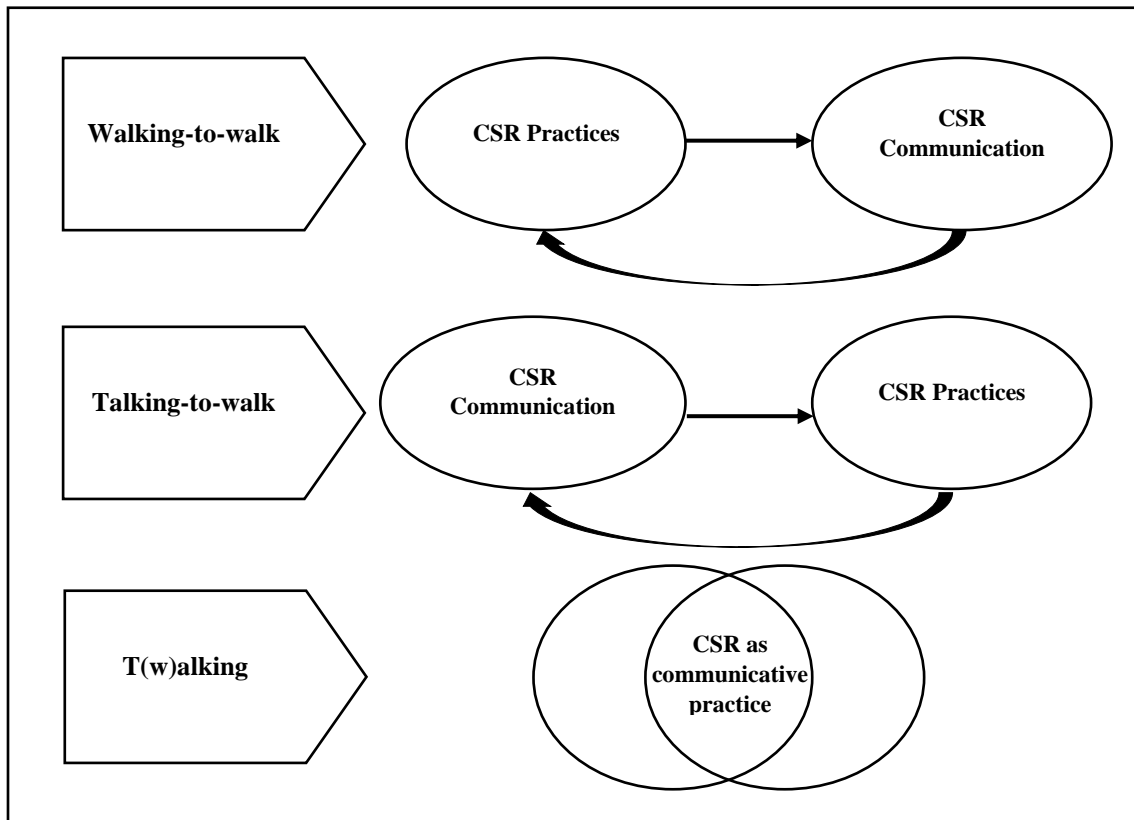 Walking-to-walk
CSR Practices
CSR
Communication
Talking-to-walk
CSR
Communication
CSR Practices
T(w)alking
CSR as
communicative
practice